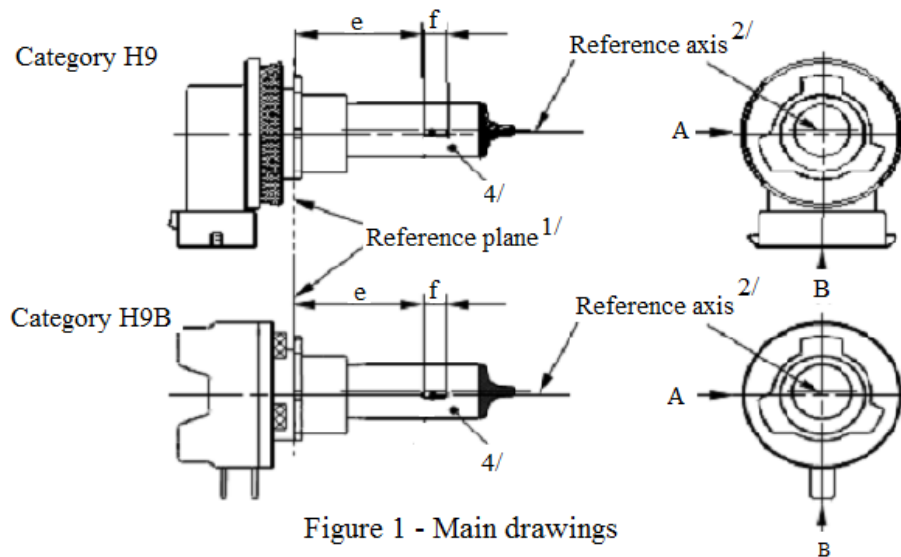 e f
Reference axis 2/
Category H9
A
4/
Reference plane 1/
B
e f
Reference axis 2/
Category H9B
A
4/
B
Figure 1 - Main drawings